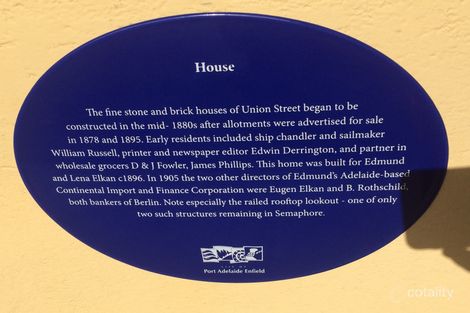 House
The fine stone and brick houses of Union Street began to be
constructed in the mid- 1880s after allotments were advertised for sale
in 1878 and 1895. Early residents included ship chandler and sailmaker
William Russell, printer and newspaper editor Edwin Derrington, and partner in
wholesale grocers D & J Fowler, James Phillips. This home was built for Edmund
and Lena Elkan c1896. In 1905 the two other directors of Edmund's Adelaide-based
Continental Import and Finance Corporation were Eugen Elkan and B. Rothschild,
both bankers of Berlin. Note especially the railed rooftop lookout - one of only
two such structures remaining in Semaphore.
Port Adelaide Enfield
cotality